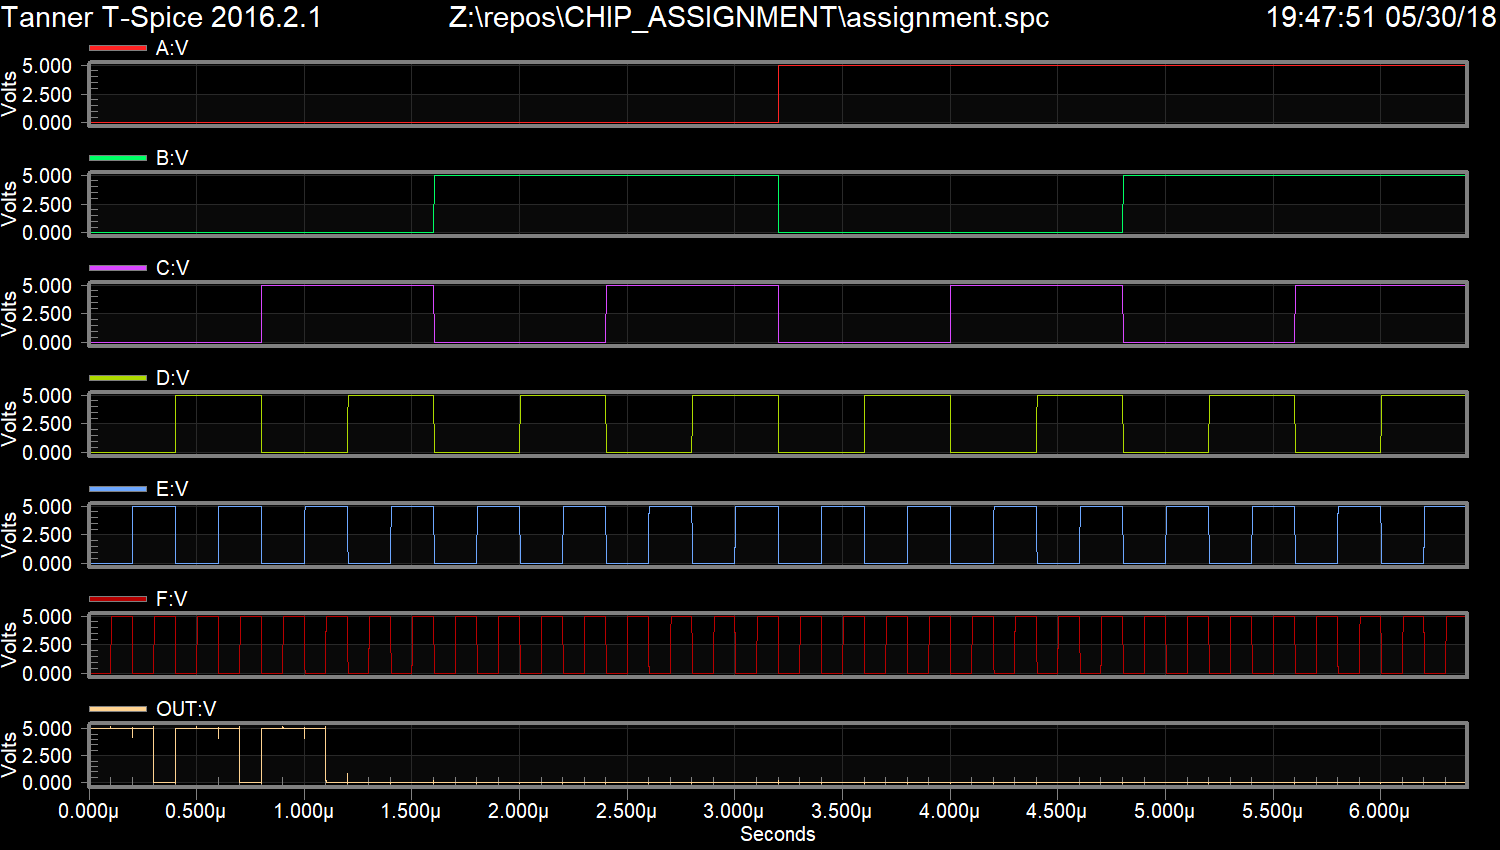 Tanner T-Spice 2016.2.1 Z:\repos\CHIP_ASSIGNMENT\assignment.spc 19:47:51 05/30/18
A:V
5.000
2.500
0.000
Volts
B:V
5.000
2.500
0.000
Volts
C:V
5.000
2.500
0.000
Volts
D:V
5.000
2.500
0.000
Volts
E:V
5.000
2.500
0.000
Volts
F:V
5.000
2.500
0.000
Volts
OUT:V
5.000
2.500
0.000
Volts
0.000µ 0.500µ 1.000µ 1.500µ 2.000µ 2.500µ 3.000µ 3.500µ 4.000µ 4.500µ 5.000µ 5.500µ 6.000µ
Seconds